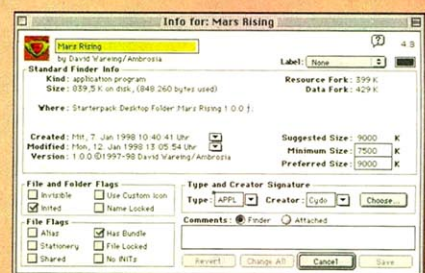 Info for: Mars Rising
Mars Rising
by David Wareing/Ambrosia
4.8
Label: None
Standard Finder Info
Kind: application program
Size: 839,5 K on disk, (848.260 bytes used)
Resource Fork: 399 K
Data Fork: 429 K
Where: Starterpack Desktop Folder Mars Rising 1.0.0 ƒ:
Created: Mit, 7. Jan 1998 10:40:41 Uhr
Modified: Mon, 12. Jan 1998 13:05:54 Uhr
Version: 1.0.0 ©1997-98 David Wareing/Ambrosia
Suggested Size: 9000 K
Minimum Size: 7500 K
Preferred Size: 9000 K
File and Folder Flags
Invisible
Use Custom Icon
Inited
Name Locked
File Flags
Alias
Has Bundle
Stationery
File Locked
Shared
No INITs
Type and Creator Signature
Type: APPL Creator: Cydo Choose...
Comments: Finder Attached
Revert Change All Cancel Save